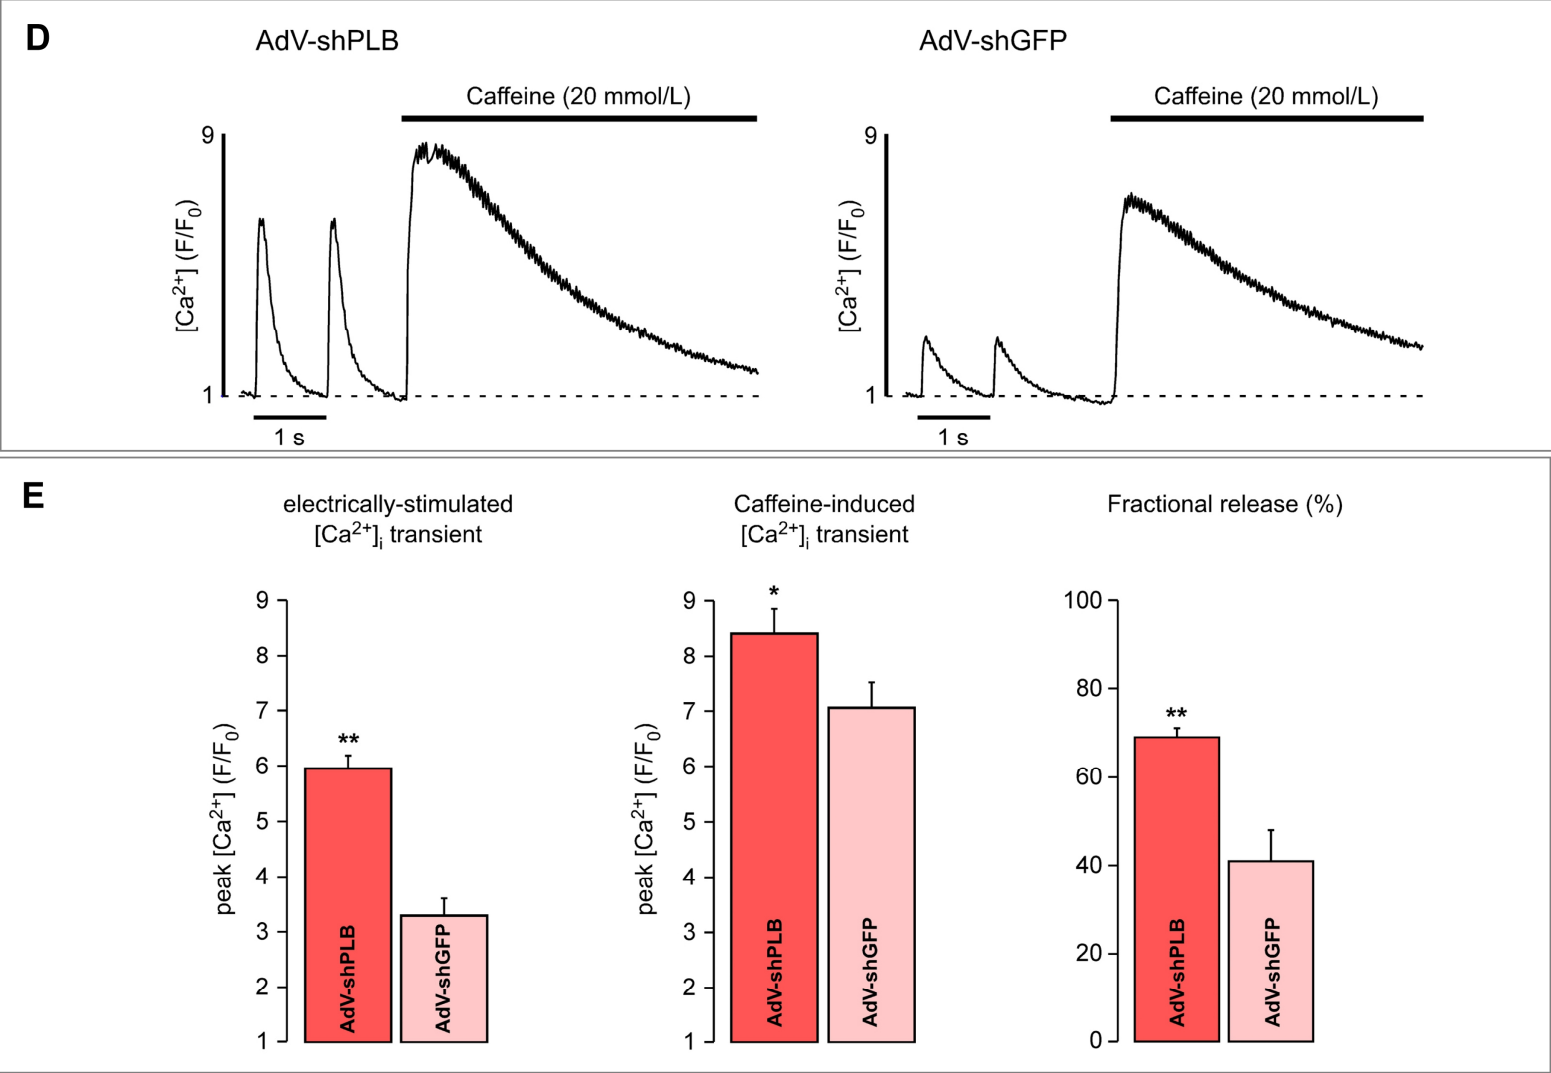 D
AdV-shPLB
AdV-shGFP
Caffeine (20 mmol/L)
Caffeine (20 mmol/L)
9
[Ca2+] (F/F0)
1
1 s
9
[Ca2+] (F/F0)
1
1 s
E
electrically-stimulated
[Ca2+]i transient
Caffeine-induced
[Ca2+]i transient
Fractional release (%)
peak [Ca2+] (F/F0)
9
8
7
6
5
4
3
2
1
**
AdV-shPLB
AdV-shGFP
peak [Ca2+] (F/F0)
9
8
7
6
5
4
3
2
1
*
AdV-shPLB
AdV-shGFP
100
80
60
40
20
0
**
AdV-shPLB
AdV-shGFP